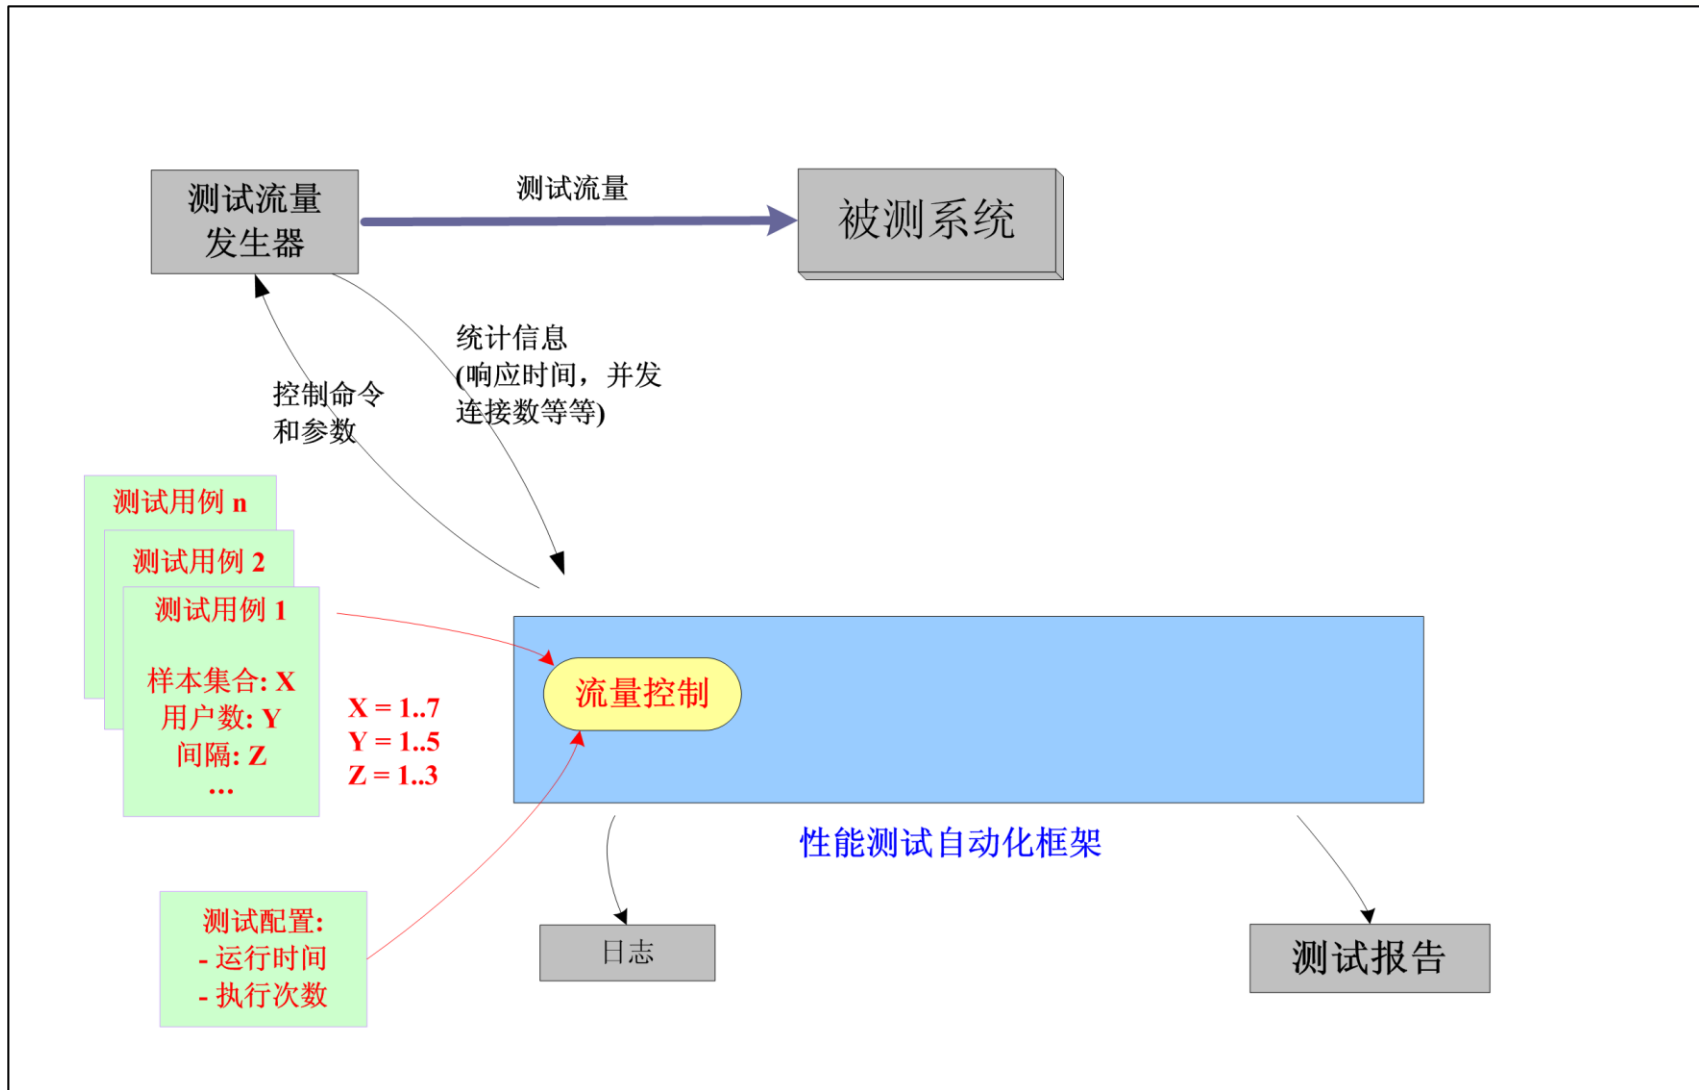 测试流量
发生器
测试流量
被测系统
统计信息
(响应时间，并发
连接数等等)
控制命令
和参数
测试用例 n
测试用例 2
测试用例 1
样本集合: X
用户数: Y
间隔: Z
...
X = 1..7
Y = 1..5
Z = 1..3
流量控制
性能测试自动化框架
测试配置:
- 运行时间
- 执行次数
日志
测试报告